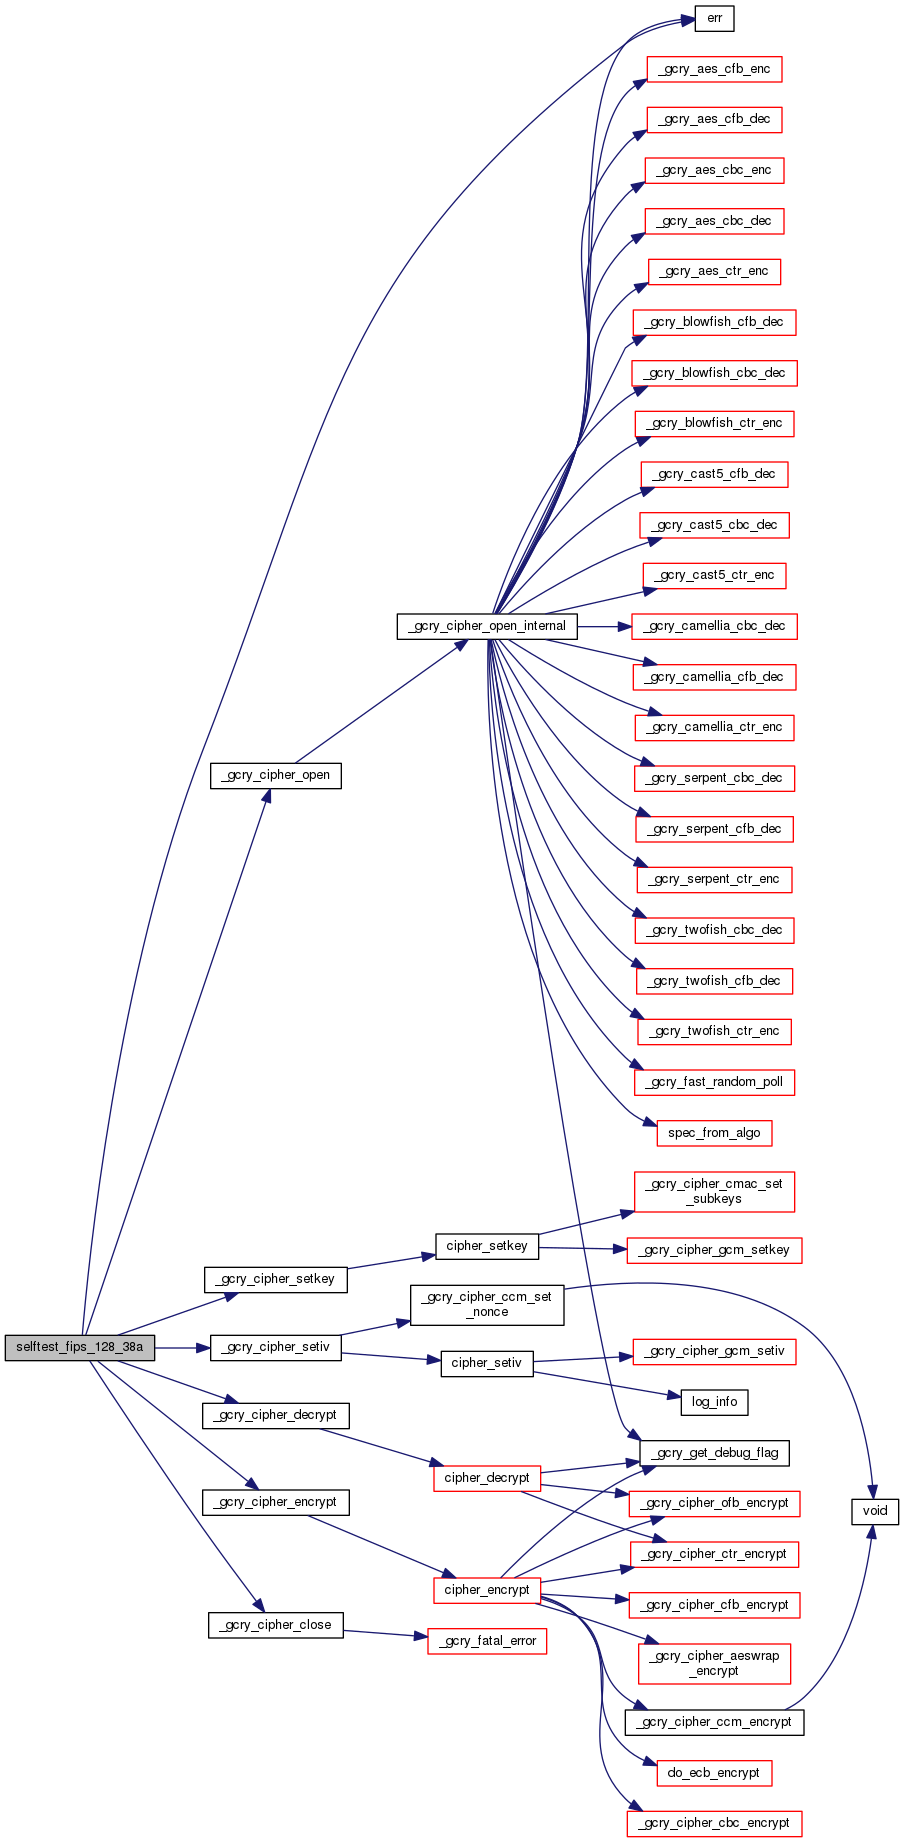 err
_gcry_aes_cfb_enc
_gcry_aes_cfb_dec
_gcry_aes_cbc_enc
_gcry_aes_cbc_dec
_gcry_aes_ctr_enc
_gcry_blowfish_cfb_dec
_gcry_blowfish_cbc_dec
_gcry_blowfish_ctr_enc
_gcry_cast5_cfb_dec
_gcry_cast5_cbc_dec
_gcry_cast5_ctr_enc
_gcry_cipher_open_internal
_gcry_camellia_cbc_dec
_gcry_camellia_cfb_dec
_gcry_camellia_ctr_enc
_gcry_cipher_open
_gcry_serpent_cbc_dec
_gcry_serpent_cfb_dec
_gcry_serpent_ctr_enc
_gcry_twofish_cbc_dec
_gcry_twofish_cfb_dec
_gcry_twofish_ctr_enc
_gcry_fast_random_poll
spec_from_algo
_gcry_cipher_cmac_set
_subkeys
cipher_setkey
_gcry_cipher_gcm_setkey
_gcry_cipher_setkey
_gcry_cipher_ccm_set
_nonce
selftest_fips_128_38a
_gcry_cipher_setiv
cipher_setiv
_gcry_cipher_gcm_setiv
log_info
_gcry_cipher_decrypt
_gcry_get_debug_flag
cipher_decrypt
_gcry_cipher_encrypt
_gcry_cipher_ofb_encrypt
void
_gcry_cipher_ctr_encrypt
cipher_encrypt
_gcry_cipher_cfb_encrypt
_gcry_cipher_close
_gcry_fatal_error
_gcry_cipher_aeswrap
_encrypt
_gcry_cipher_ccm_encrypt
do_ecb_encrypt
_gcry_cipher_cbc_encrypt